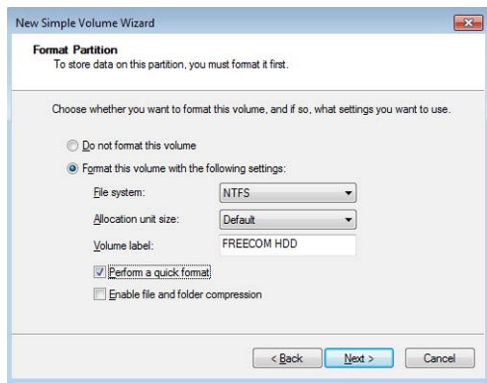 New Simple Volume Wizard
Format Partition
To store data on this partition, you must format it first.
Choose whether you want to format this volume, and if so, what settings you want to use.
Do not format this volume
Format this volume with the following settings:
File system: NTFS
Allocation unit size: Default
Volume label: FREECOM HDD
Perform a quick format
Enable file and folder compression
< Back Next > Cancel